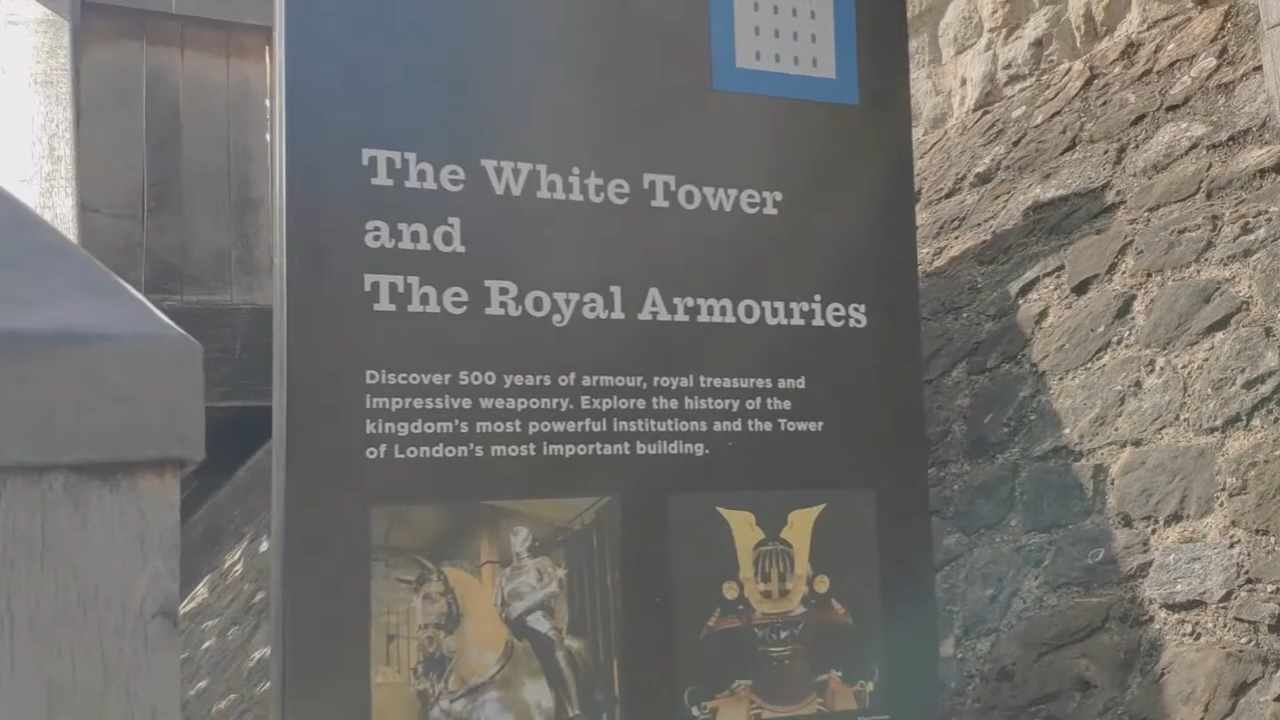 The White Tower
and
The Royal Armouries
Discover 500 years of armour, royal treasures and
impressive weaponry. Explore the history of the
kingdom's most powerful institutions and the Tower
of London's most important building.